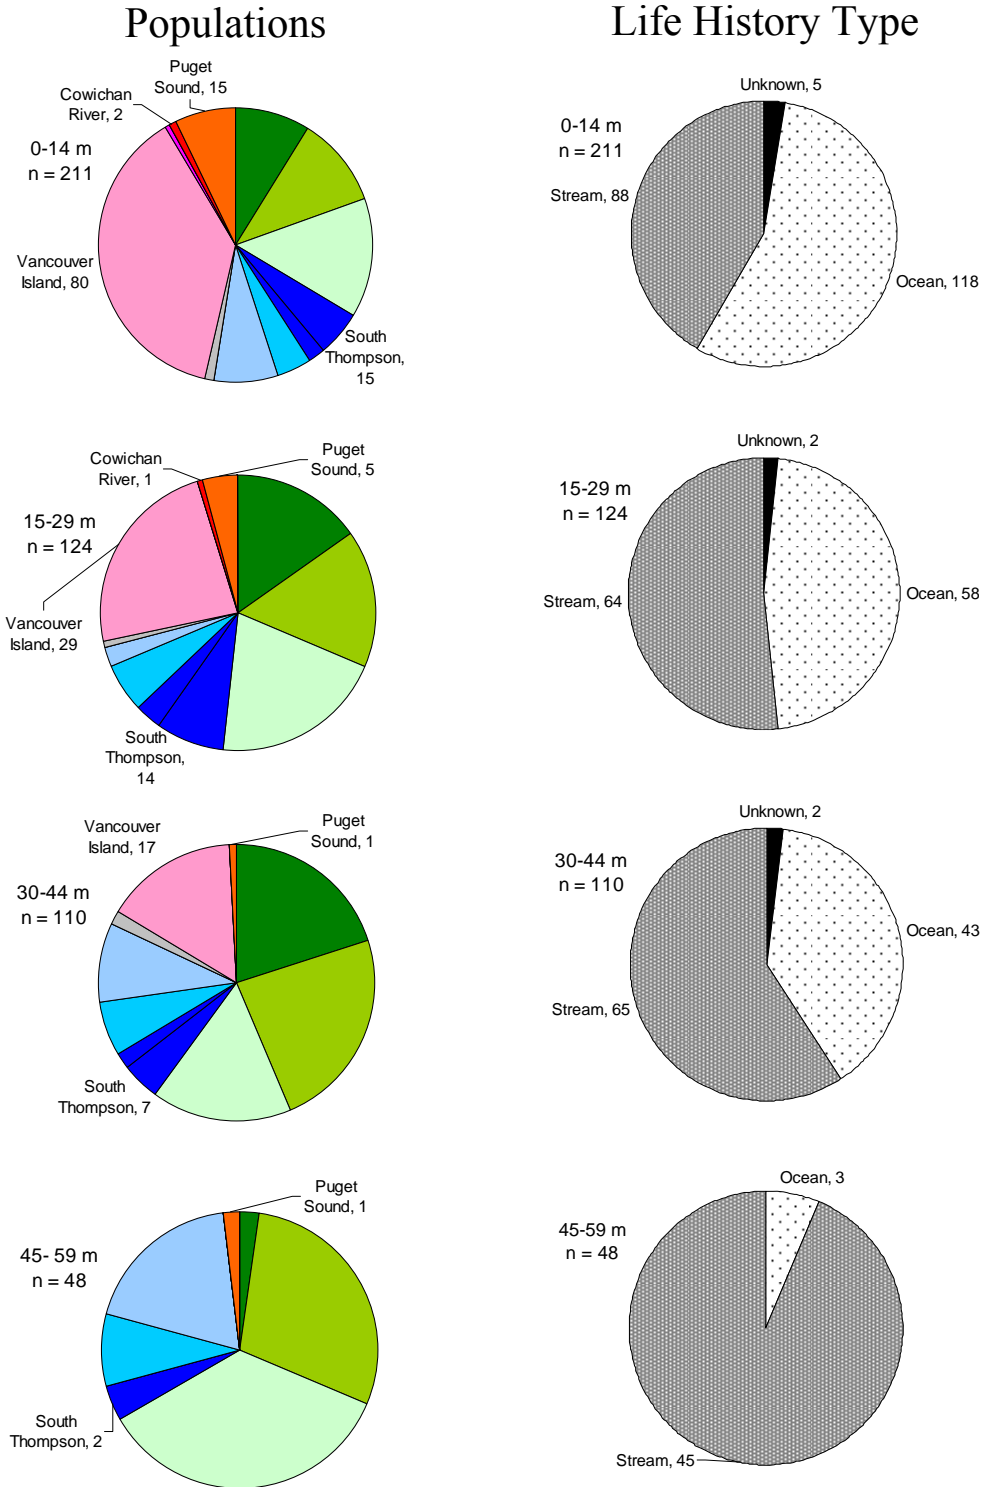 Populations
Life History Type
Puget
Sound, 15
Cowichan
River, 2
0-14 m
n = 211
Vancouver
Island, 80
South
Thompson,
15
Unknown, 5
0-14 m
n = 211
Stream, 88
Ocean, 118
Cowichan
River, 1
Puget
Sound, 5
15-29 m
n = 124
Vancouver
Island, 29
South
Thompson,
14
Unknown, 2
15-29 m
n = 124
Stream, 64
Ocean, 58
Vancouver
Island, 17
Puget
Sound, 1
30-44 m
n = 110
South
Thompson, 7
Unknown, 2
30-44 m
n = 110
Ocean, 43
Stream, 65
Puget
Sound, 1
45- 59 m
n = 48
South
Thompson, 2
Ocean, 3
45-59 m
n = 48
Stream, 45